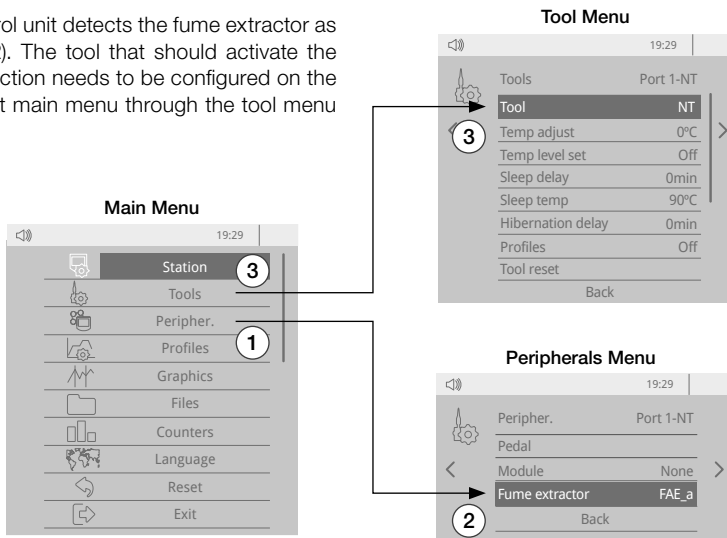 rol unit detects the fume extractor as
2). The tool that should activate the
ction needs to be configured on the
t main menu through the tool menu
Main Menu
19:29
Station
3
Tools
Peripher.
1
Profiles
Graphics
Files
Counters
Language
Reset
Exit
Tool Menu
19:29
Tools Port 1-NT
Tool NT
3
Temp adjust 0ºC
Temp level set Off
Sleep delay 0min
Sleep temp 90ºC
Hibernation delay 0min
Profiles Off
Tool reset
Back
Peripherals Menu
19:29
Peripher. Port 1-NT
Pedal
Module None
Fume extractor FAE_a
2
Back